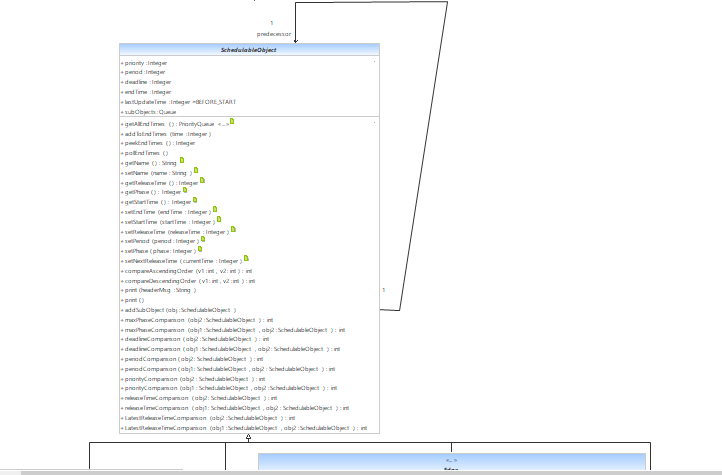 1
predecessor
SchedulableObject
+ priority : Integer
+ period : Integer
+ deadline : Integer
+ endTime : Integer
+ lastUpdateTime : Integer =BEFORE_START
+ subObjects : Queue
+ getAllEndTimes () : PriorityQueue <..>
+ addToEndTimes (time : Integer )
+ peekEndTimes () : Integer
+ pollEndTimes ()
+ getName () : String
+ setName (name : String )
+ getReleaseTime () : Integer
+ getPhase () : Integer
+ getStartTime () : Integer
+ setEndTime (endTime : Integer )
+ setStartTime (startTime : Integer )
+ setReleaseTime (releaseTime : Integer )
+ setPeriod (period : Integer )
+ setPhase (phase : Integer )
+ setNextReleaseTime (currentTime : Integer )
+ compareAscendingOrder (v1 : int , v2 : int ) : int
+ compareDescendingOrder (v1 : int , v2 : int ) : int
+ print (headerMsg : String )
1
+ print ()
+ addSubObject (obj : SchedulableObject )
+ maxPhaseComparison (obj2 : SchedulableObject ) : int
+ maxPhaseComparison (obj1 : SchedulableObject , obj2 : SchedulableObject ) : int
+ deadlineComparison (obj2 : SchedulableObject ) : int
+ deadlineComparison (obj1 : SchedulableObject , obj2 : SchedulableObject ) : int
+ periodComparison (obj2 : SchedulableObject ) : int
+ periodComparison (obj1 : SchedulableObject , obj2 : SchedulableObject ) : int
+ priorityComparison (obj2 : SchedulableObject ) : int
+ priorityComparison (obj1 : SchedulableObject , obj2 : SchedulableObject ) : int
+ releaseTimeComparison (obj2 : SchedulableObject ) : int
+ releaseTimeComparison (obj1 : SchedulableObject , obj2 : SchedulableObject ) : int
+ LatestReleaseTimeComparison (obj2 : SchedulableObject ) : int
+ LatestReleaseTimeComparison (obj1 : SchedulableObject , obj2 : SchedulableObject ) : int
<..>